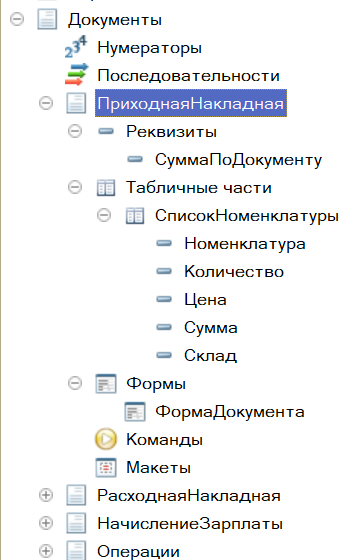 Документы
Нумераторы
Последовательности
ПриходнаяНакладная
Реквизиты
СуммаПоДокументу
Табличные части
СписокНоменклатуры
Номенклатура
Количество
Цена
Сумма
Склад
Формы
ФормаДокумента
Команды
Макеты
РасходнаяНакладная
НачислениеЗарплаты
Операции